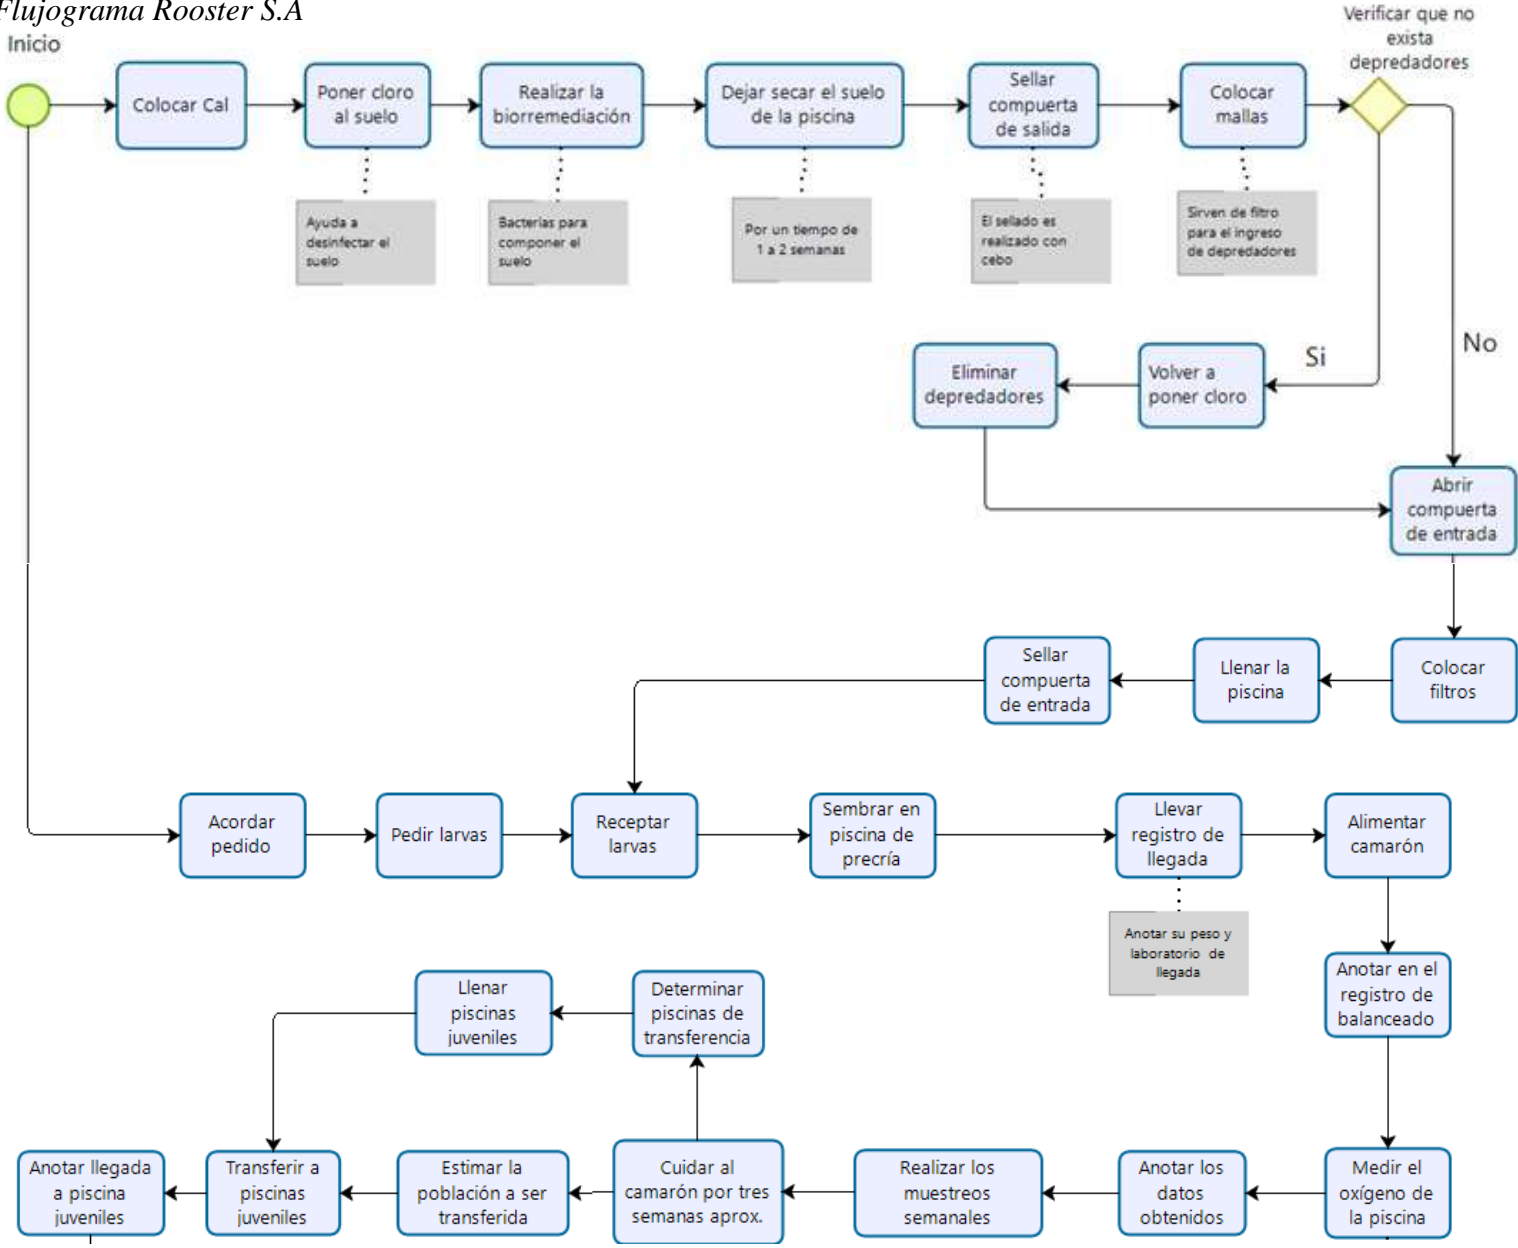 Flujograma Rooster S.A
Inicio
Verificar que no
exista
depredadores
Colocar Cal
Poner cloro
al suelo
Realizar la
biorremediación
Dejar secar el suelo
de la piscina
Sellar
compuerta
de salida
Colocar
mallas
Ayuda a
desinfectar el
suelo
Bacterias para
componer el
suelo
Por un tiempo de
1 a 2 semanas
El sellado es
realizado con
cebo
Sirven de filtro
para el ingreso
de depredadores
Si
No
Eliminar
depredadores
Volver a
poner cloro
Abrir
compuerta
de entrada
Sellar
compuerta
de entrada
Llenar la
piscina
Colocar
filtros
Acordar
pedido
Pedir larvas
Receptar
larvas
Sembrar en
piscina de
precría
Llevar
registro de
llegada
Alimentar
camarón
Anotar su peso y
laboratorio de
llegada
Anotar en el
registro de
balanceado
Llenar
piscinas
juveniles
Determinar
piscinas de
transferencia
Anotar llegada
a piscina
juveniles
Transferir a
piscinas
juveniles
Estimar la
población a ser
transferida
Cuidar al
camarón por tres
semanas aprox.
Realizar los
muestreos
semanales
Anotar los
datos
obtenidos
Medir el
oxígeno de
la piscina